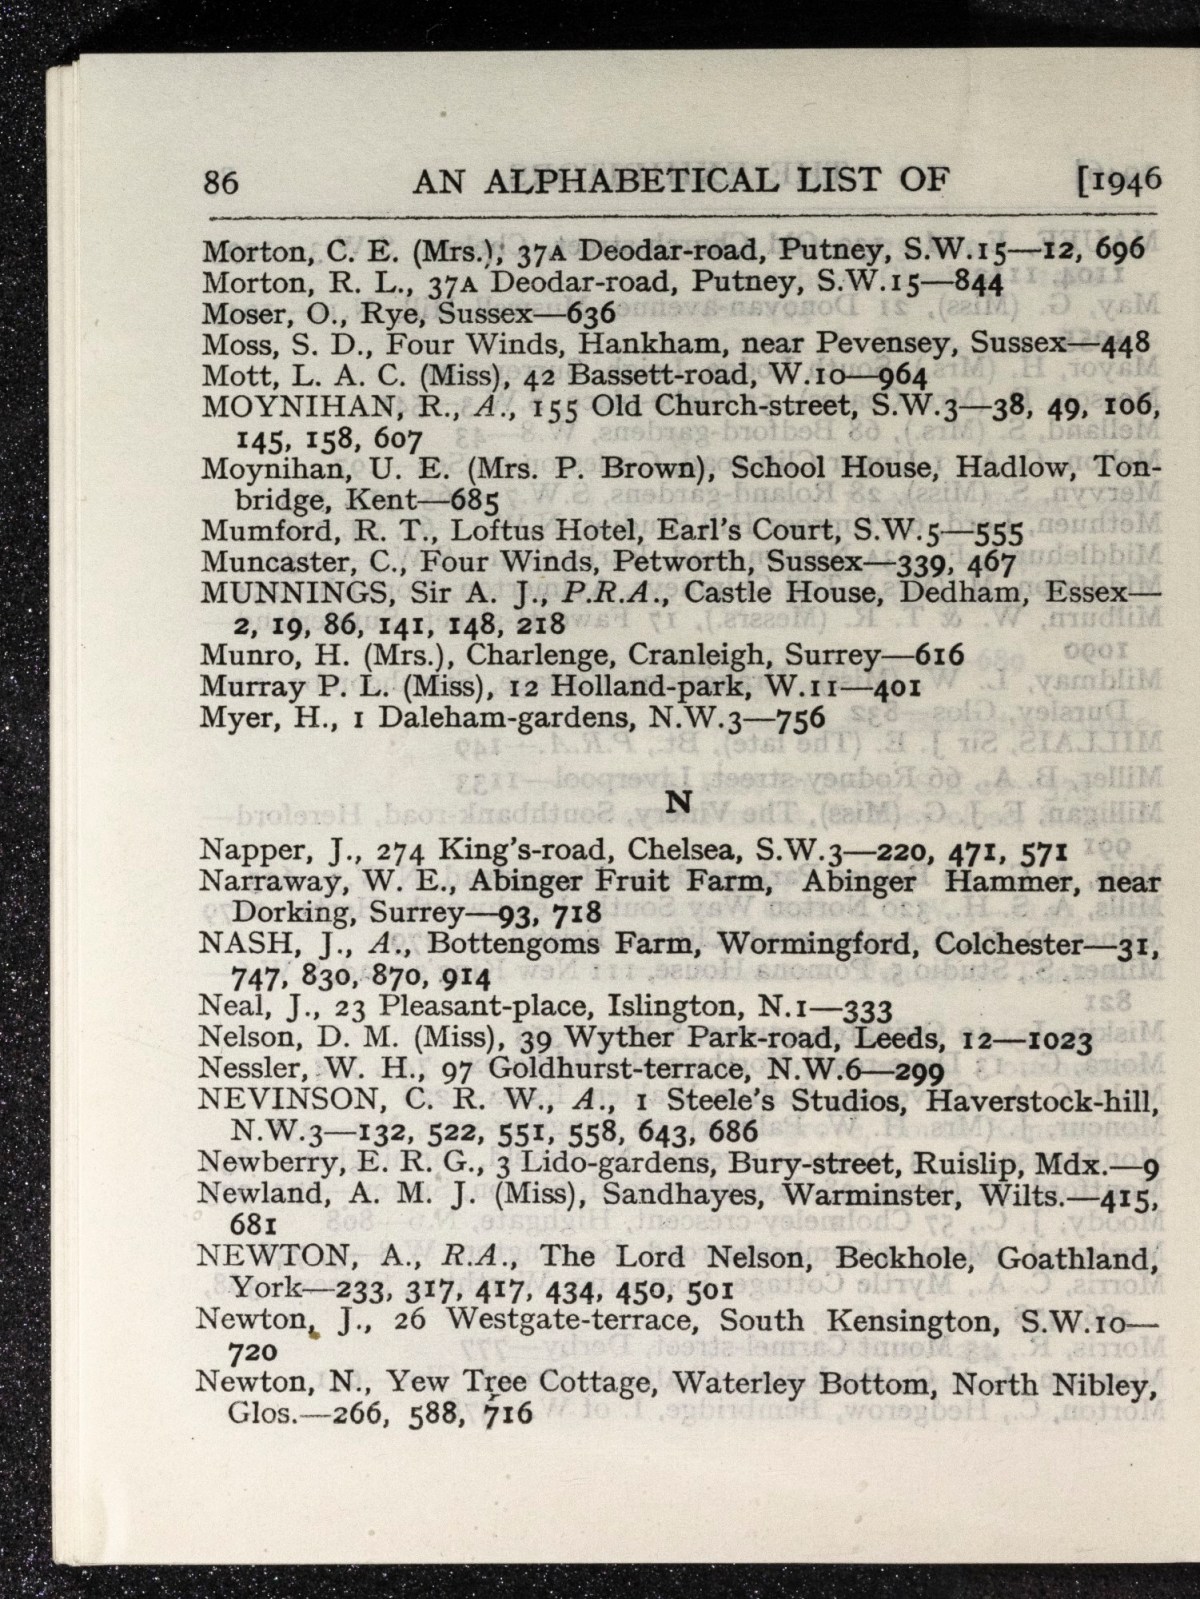 86 AN ALPHABETICAL LIST OF [1946
Morton, C. E. (Mrs.), 37A Deodar-road, Putney, S.W.15—12, 696
Morton, R. L., 37A Deodar-road, Putney, S.W.15—844
Moser, O., Rye, Sussex—636
Moss, S. D., Four Winds, Hankham, near Pevensey, Sussex—448
Mott, L. A. C. (Miss), 42 Bassett-road, W.10—964
MOYNIHAN, R., A., 155 Old Church-street, S.W.3—38, 49, 106,
145, 158, 607
Moynihan, U. E. (Mrs. P. Brown), School House, Hadlow, Ton-
bridge, Kent—685
Mumford, R. T., Loftus Hotel, Earl's Court, S.W.5—555
Muncaster, C., Four Winds, Petworth, Sussex—339, 467
MUNNINGS, Sir A. J., P.R.A., Castle House, Dedham, Essex—
2, 19, 86, 141, 148, 218
Munro, H. (Mrs.), Charlenge, Cranleigh, Surrey—616
Murray P. L. (Miss), 12 Holland-park, W.11—401
Myer, H., 1 Daleham-gardens, N.W.3—756
N
Napper, J., 274 King's-road, Chelsea, S.W.3—220, 471, 571
Narraway, W. E., Abinger Fruit Farm, Abinger Hammer, near
Dorking, Surrey—93, 718
NASH, J., A., Bottengoms Farm, Wormingford, Colchester—31,
747, 830, 870, 914
Neal, J., 23 Pleasant-place, Islington, N.1—333
Nelson, D. M. (Miss), 39 Wyther Park-road, Leeds, 12—1023
Nessler, W. H., 97 Goldhurst-terrace, N.W.6—299
NEVINSON, C. R. W., A., 1 Steele's Studios, Haverstock-hill,
N.W.3—132, 522, 551, 558, 643, 686
Newberry, E. R. G., 3 Lido-gardens, Bury-street, Ruislip, Mdx.—9
Newland, A. M. J. (Miss), Sandhayes, Warminster, Wilts.—415,
681
NEWTON, A., R.A., The Lord Nelson, Beckhole, Goathland,
York—233, 317, 417, 434, 450, 501
Newton, J., 26 Westgate-terrace, South Kensington, S.W.10—
720
Newton, N., Yew Tree Cottage, Waterley Bottom, North Nibley,
Glos.—266, 588, 716